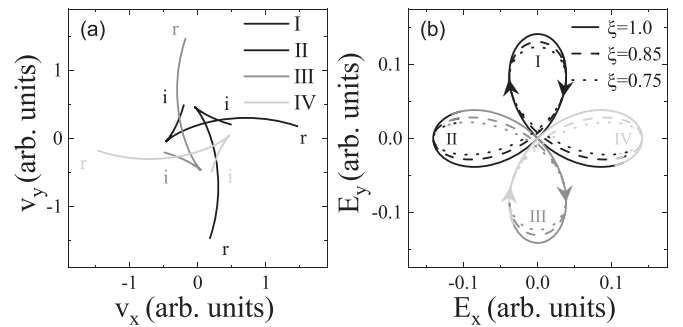 (a)
r
I
II
III
IV
i
i
r
r
i
i
r
1
0
-1
-1
0
1
v_y (arb. units)
v_x (arb. units)
(b)
ξ=1.0
ξ=0.85
ξ=0.75
I
II
IV
III
0.1
0.0
-0.1
-0.1
0.0
0.1
E_y (arb. units)
E_x (arb. units)